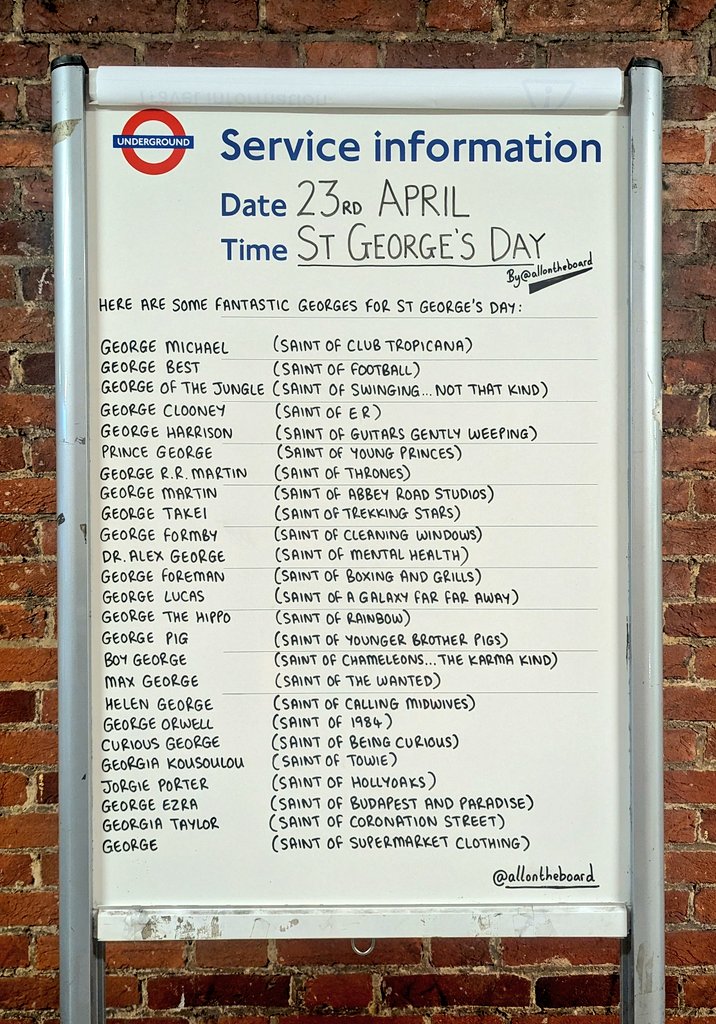 Travel Information
UNDERGROUND
Service information
Date 23RD APRIL
Time ST GEORGE'S DAY
By @allontheboard
HERE ARE SOME FANTASTIC GEORGES FOR ST GEORGE'S DAY:
GEORGE MICHAEL (SAINT OF CLUB TROPICANA)
GEORGE BEST (SAINT OF FOOTBALL)
GEORGE OF THE JUNGLE (SAINT OF SWINGING...NOT THAT KIND)
GEORGE CLOONEY (SAINT OF ER)
GEORGE HARRISON (SAINT OF GUITARS GENTLY WEEPING)
PRINCE GEORGE (SAINT OF YOUNG PRINCES)
GEORGE R.R. MARTIN (SAINT OF THRONES)
GEORGE MARTIN (SAINT OF ABBEY ROAD STUDIOS)
GEORGE TAKEI (SAINT OF TREKKING STARS)
GEORGE FORMBY (SAINT OF CLEANING WINDOWS)
DR. ALEX GEORGE (SAINT OF MENTAL HEALTH)
GEORGE FOREMAN (SAINT OF BOXING AND GRILLS)
GEORGE LUCAS (SAINT OF A GALAXY FAR FAR AWAY)
GEORGE THE HIPPO (SAINT OF RAINBOW)
GEORGE PIG (SAINT OF YOUNGER BROTHER PIGS)
BOY GEORGE (SAINT OF CHAMELEONS...THE KARMA KIND)
MAX GEORGE (SAINT OF THE WANTED)
HELEN GEORGE (SAINT OF CALLING MIDWIVES)
GEORGE ORWELL (SAINT OF 1984)
CURIOUS GEORGE (SAINT OF BEING CURIOUS)
GEORGIA KOUSOULOU (SAINT OF TOWIE)
JORGIE PORTER (SAINT OF HOLLYOAKS)
GEORGE EZRA (SAINT OF BUDAPEST AND PARADISE)
GEORGIA TAYLOR (SAINT OF CORONATION STREET)
GEORGE (SAINT OF SUPERMARKET CLOTHING)
@allontheboard